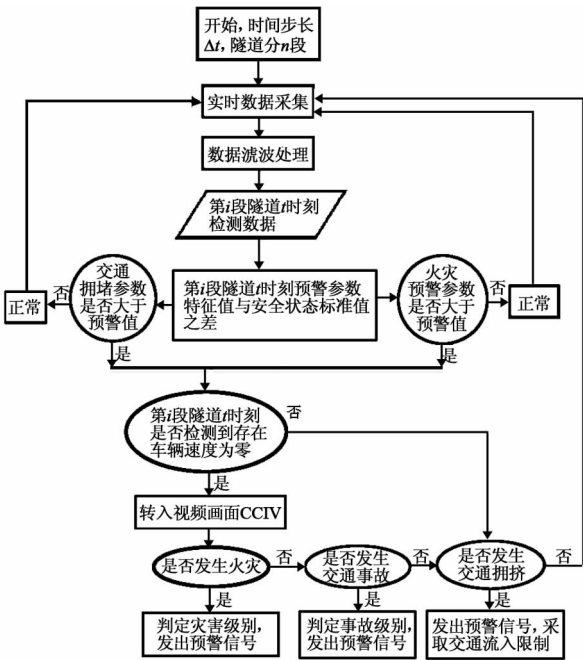 开始，时间步长
Δt，隧道分n段
实时数据采集
数据滤波处理
第i段隧道t时刻
检测数据
交通
拥堵参数
是否大于
预警值
否
正常
是
第i段隧道t时刻预警参数
特征值与安全状态标准值
之差
火灾
预警参数
是否大于
预警值
否
正常
是
第i段隧道t时刻
是否检测到存在
车辆速度为零
否
是
转入视频画面CCIV
是否发生火灾
否
是否发生
交通事故
否
是否发生
交通拥挤
否
是
是
是
判定灾害级别，
发出预警信号
判定事故级别，
发出预警信号
发出预警信号，采
取交通流入限制